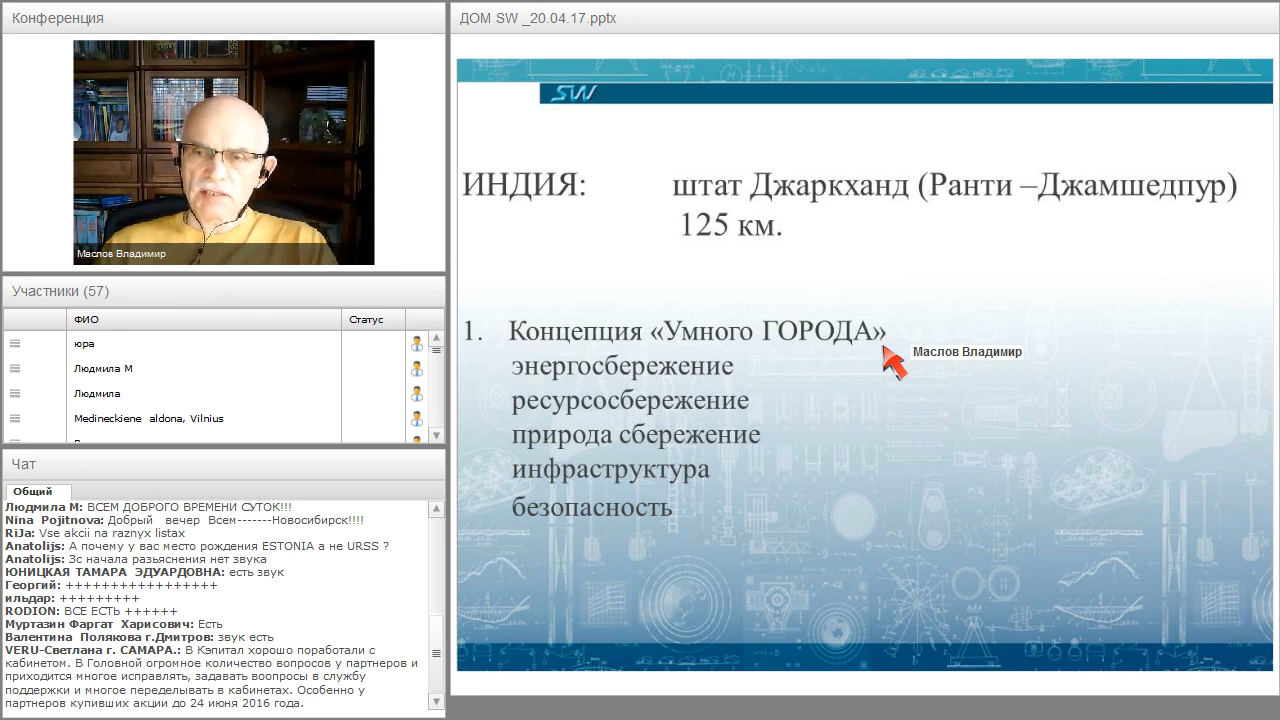 Конференция
Маслов Владимир
Участники (57)
ФИО
Статус
юра
Людмила М
Людмила
Medineckiene aldona, Vilnius
Чат
Общий
Людмила М: ВСЕМ ДОБРОГО ВРЕМЕНИ СУТОК!!!
Nina Pojitnova: Добрый вечер Всем-------Новосибирск!!!!
RiJa: Vse akcii na raznyx listax
Anatolijs: А почему у вас место рождения ESTONIA а не URSS ?
Anatolijs: Зс начала разьяснения нет звука
ЮНИЦКАЯ ТАМАРА ЭДУАРДОВНА: есть звук
Георгий: +++++++++++++++++
ильдар: +++++++++
RODION: ВСЕ ЕСТЬ ++++++
Муртазин Фаргат Харисович: Есть
Валентина Полякова г.Дмитров: звук есть
VERU-Светлана г. САМАРА.: В Кэпитал хорошо поработали с
кабинетом. В Головной огромное количество вопросов у партнеров и
приходится многое исправлять, задавать воопросы в службу
поддержки и многое переделывать в кабинетах. Особенно у
партнеров купивших акции до 24 июня 2016 года.
ДОМ SW _20.04.17.pptx
SW
ИНДИЯ: штат Джаркханд (Ранти –Джамшедпур)
125 км.
1. Концепция «Умного ГОРОДА»
Маслов Владимир
энергосбережение
ресурсосбережение
природа сбережение
инфраструктура
безопасность